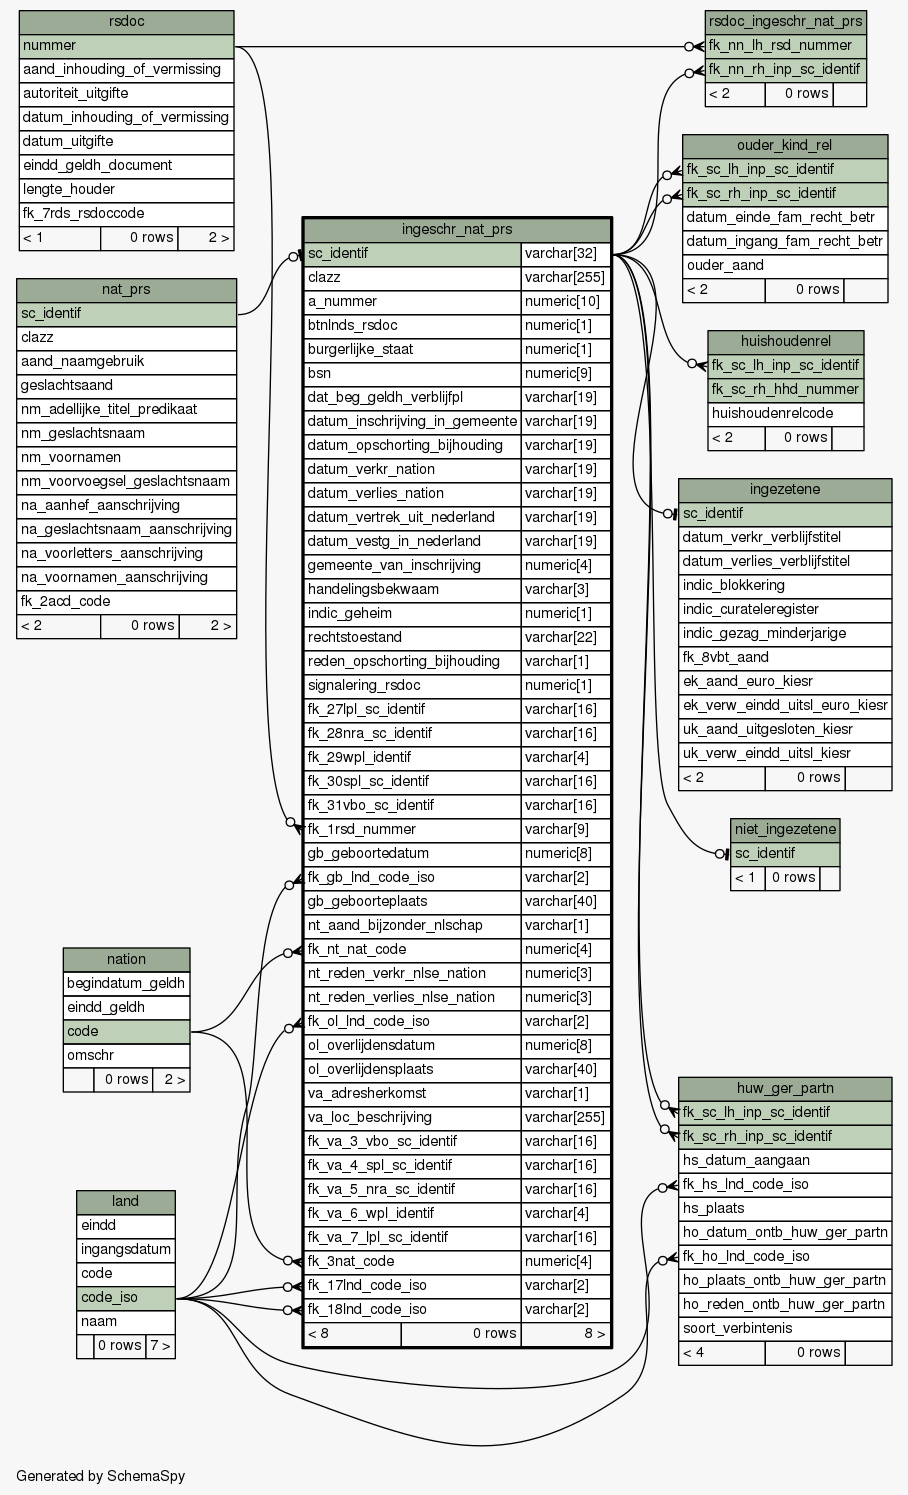 rsdoc
nummer
aand_inhouding_of_vermissing
autoriteit_uitgifte
datum_inhouding_of_vermissing
datum_uitgifte
eindd_geldh_document
lengte_houder
fk_7rds_rsdoccode
< 1 0 rows 2 >
nat_prs
sc_identif
clazz
aand_naamgebruik
geslachtsaand
nm_adellijke_titel_predikaat
nm_geslachtsnaam
nm_voornamen
nm_voorvoegsel_geslachtsnaam
na_aanhef_aanschrijving
na_geslachtsnaam_aanschrijving
na_voorletters_aanschrijving
na_voornamen_aanschrijving
fk_2acd_code
< 2 0 rows 2 >
nation
begindatum_geldh
eindd_geldh
code
omschr
0 rows 2 >
land
eindd
ingangsdatum
code
code_iso
naam
0 rows 7 >
ingeschr_nat_prs
sc_identif varchar[32]
clazz varchar[255]
a_nummer numeric[10]
btnlnds_rsdoc numeric[1]
burgerlijke_staat numeric[1]
bsn numeric[9]
dat_beg_geldh_verblijfpl varchar[19]
datum_inschrijving_in_gemeente varchar[19]
datum_opschorting_bijhouding varchar[19]
datum_verkr_nation varchar[19]
datum_verlies_nation varchar[19]
datum_vertrek_uit_nederland varchar[19]
datum_vestg_in_nederland varchar[19]
gemeente_van_inschrijving numeric[4]
handelingsbekwaam varchar[3]
indic_geheim numeric[1]
rechtstoestand varchar[22]
reden_opschorting_bijhouding varchar[1]
signalering_rsdoc numeric[1]
fk_27lpl_sc_identif varchar[16]
fk_28nra_sc_identif varchar[16]
fk_29wpl_identif varchar[4]
fk_30spl_sc_identif varchar[16]
fk_31vbo_sc_identif varchar[16]
fk_1rsd_nummer varchar[9]
gb_geboortedatum numeric[8]
fk_gb_lnd_code_iso varchar[2]
gb_geboorteplaats varchar[40]
nt_aand_bijzonder_nlschap varchar[1]
fk_nt_nat_code numeric[4]
nt_reden_verkr_nlse_nation numeric[3]
nt_reden_verlies_nlse_nation numeric[3]
fk_ol_lnd_code_iso varchar[2]
ol_overlijdensdatum numeric[8]
ol_overlijdensplaats varchar[40]
va_adresherkomst varchar[1]
va_loc_beschrijving varchar[255]
fk_va_3_vbo_sc_identif varchar[16]
fk_va_4_spl_sc_identif varchar[16]
fk_va_5_nra_sc_identif varchar[16]
fk_va_6_wpl_identif varchar[4]
fk_va_7_lpl_sc_identif varchar[16]
fk_3nat_code numeric[4]
fk_17lnd_code_iso varchar[2]
fk_18lnd_code_iso varchar[2]
< 8 0 rows 8 >
rsdoc_ingeschr_nat_prs
fk_nn_lh_rsd_nummer
fk_nn_rh_inp_sc_identif
< 2 0 rows
ouder_kind_rel
fk_sc_lh_inp_sc_identif
fk_sc_rh_inp_sc_identif
datum_einde_fam_recht_betr
datum_ingang_fam_recht_betr
ouder_aand
< 2 0 rows
huishoudenrel
fk_sc_lh_inp_sc_identif
fk_sc_rh_hhd_nummer
huishoudenrelcode
< 2 0 rows
ingezetene
sc_identif
datum_verkr_verblijfstitel
datum_verlies_verblijfstitel
indic_blokkering
indic_curateleregister
indic_gezag_minderjarige
fk_8vbt_aand
ek_aand_euro_kiesr
ek_verw_eindd_uitsl_euro_kiesr
uk_aand_uitgesloten_kiesr
uk_verw_eindd_uitsl_kiesr
< 2 0 rows
niet_ingezetene
sc_identif
< 1 0 rows
huw_ger_partn
fk_sc_lh_inp_sc_identif
fk_sc_rh_inp_sc_identif
hs_datum_aangaan
fk_hs_lnd_code_iso
hs_plaats
ho_datum_ontb_huw_ger_partn
fk_ho_lnd_code_iso
ho_plaats_ontb_huw_ger_partn
ho_reden_ontb_huw_ger_partn
soort_verbintenis
< 4 0 rows
Generated by SchemaSpy